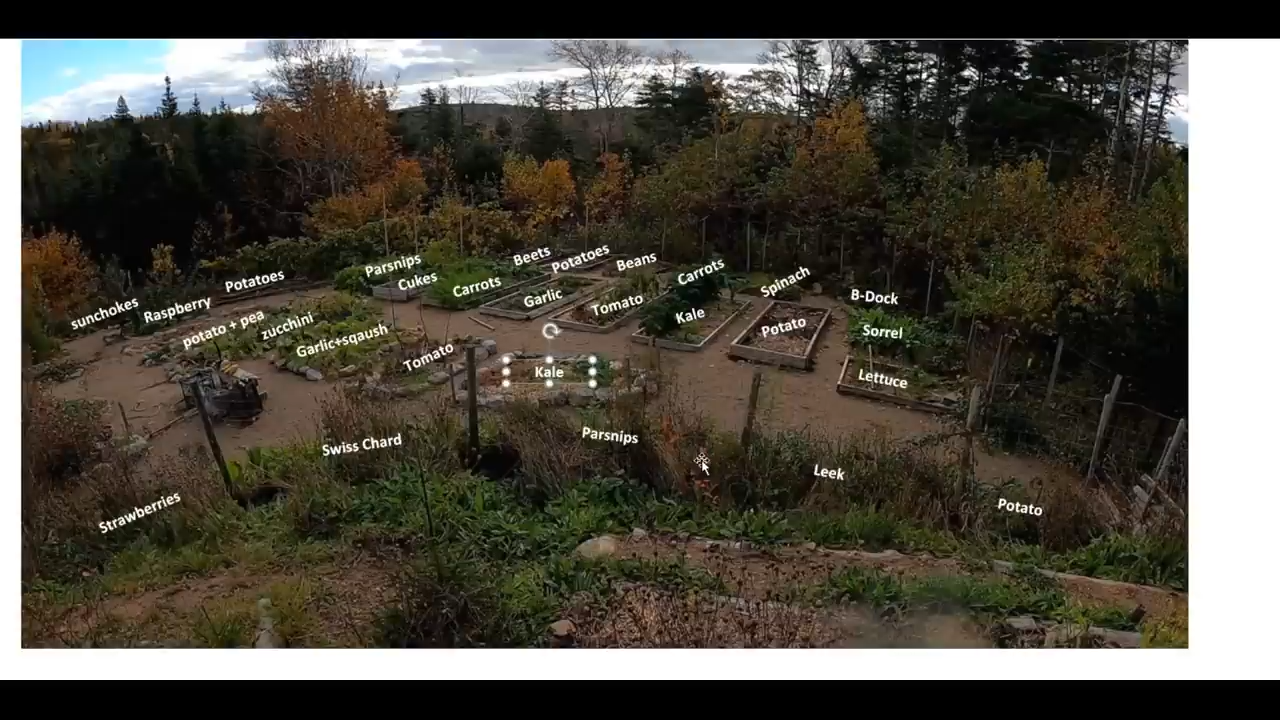 Beets
Potatoes
Beans
Parsnips
Cukes
Carrots
Carrots
Spinach
Potatoes
Raspberry
sunchokes
Garlic
Tomato
Kale
Potato
B-Dock
Sorrel
potato + pea
zucchini
Garlic+sqaush
Tomato
Kale
Lettuce
Swiss Chard
Parsnips
Leek
Strawberries
Potato